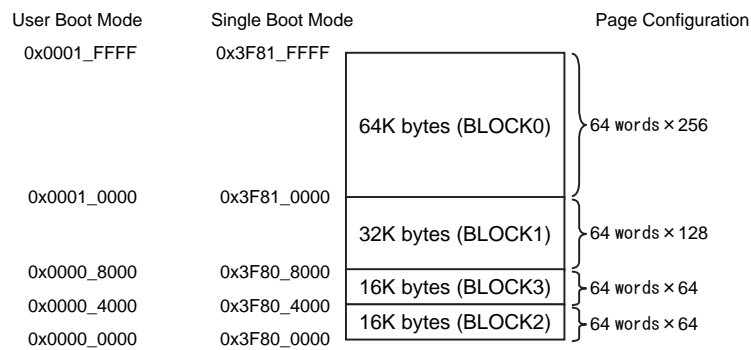 User Boot Mode Single Boot Mode Page Configuration
0x0001_FFFF 0x3F81_FFFF
64K bytes (BLOCK0) 64 words×256
0x0001_0000 0x3F81_0000
32K bytes (BLOCK1) 64 words×128
0x0000_8000 0x3F80_8000
16K bytes (BLOCK3) 64 words×64
0x0000_4000 0x3F80_4000
16K bytes (BLOCK2) 64 words×64
0x0000_0000 0x3F80_0000